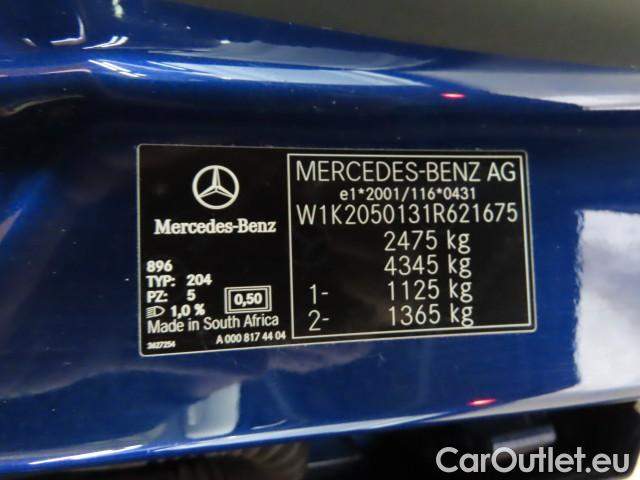 Mercedes-Benz
896
TYP: 204
PZ: 5
1,0 %
0,50
Made in South Africa
2427254
A 000 817 44 04
MERCEDES-BENZ AG
e1*2001/116*0431
W1K2050131R621675
2475 kg
4345 kg
1- 1125 kg
2- 1365 kg
CarOutlet.eu